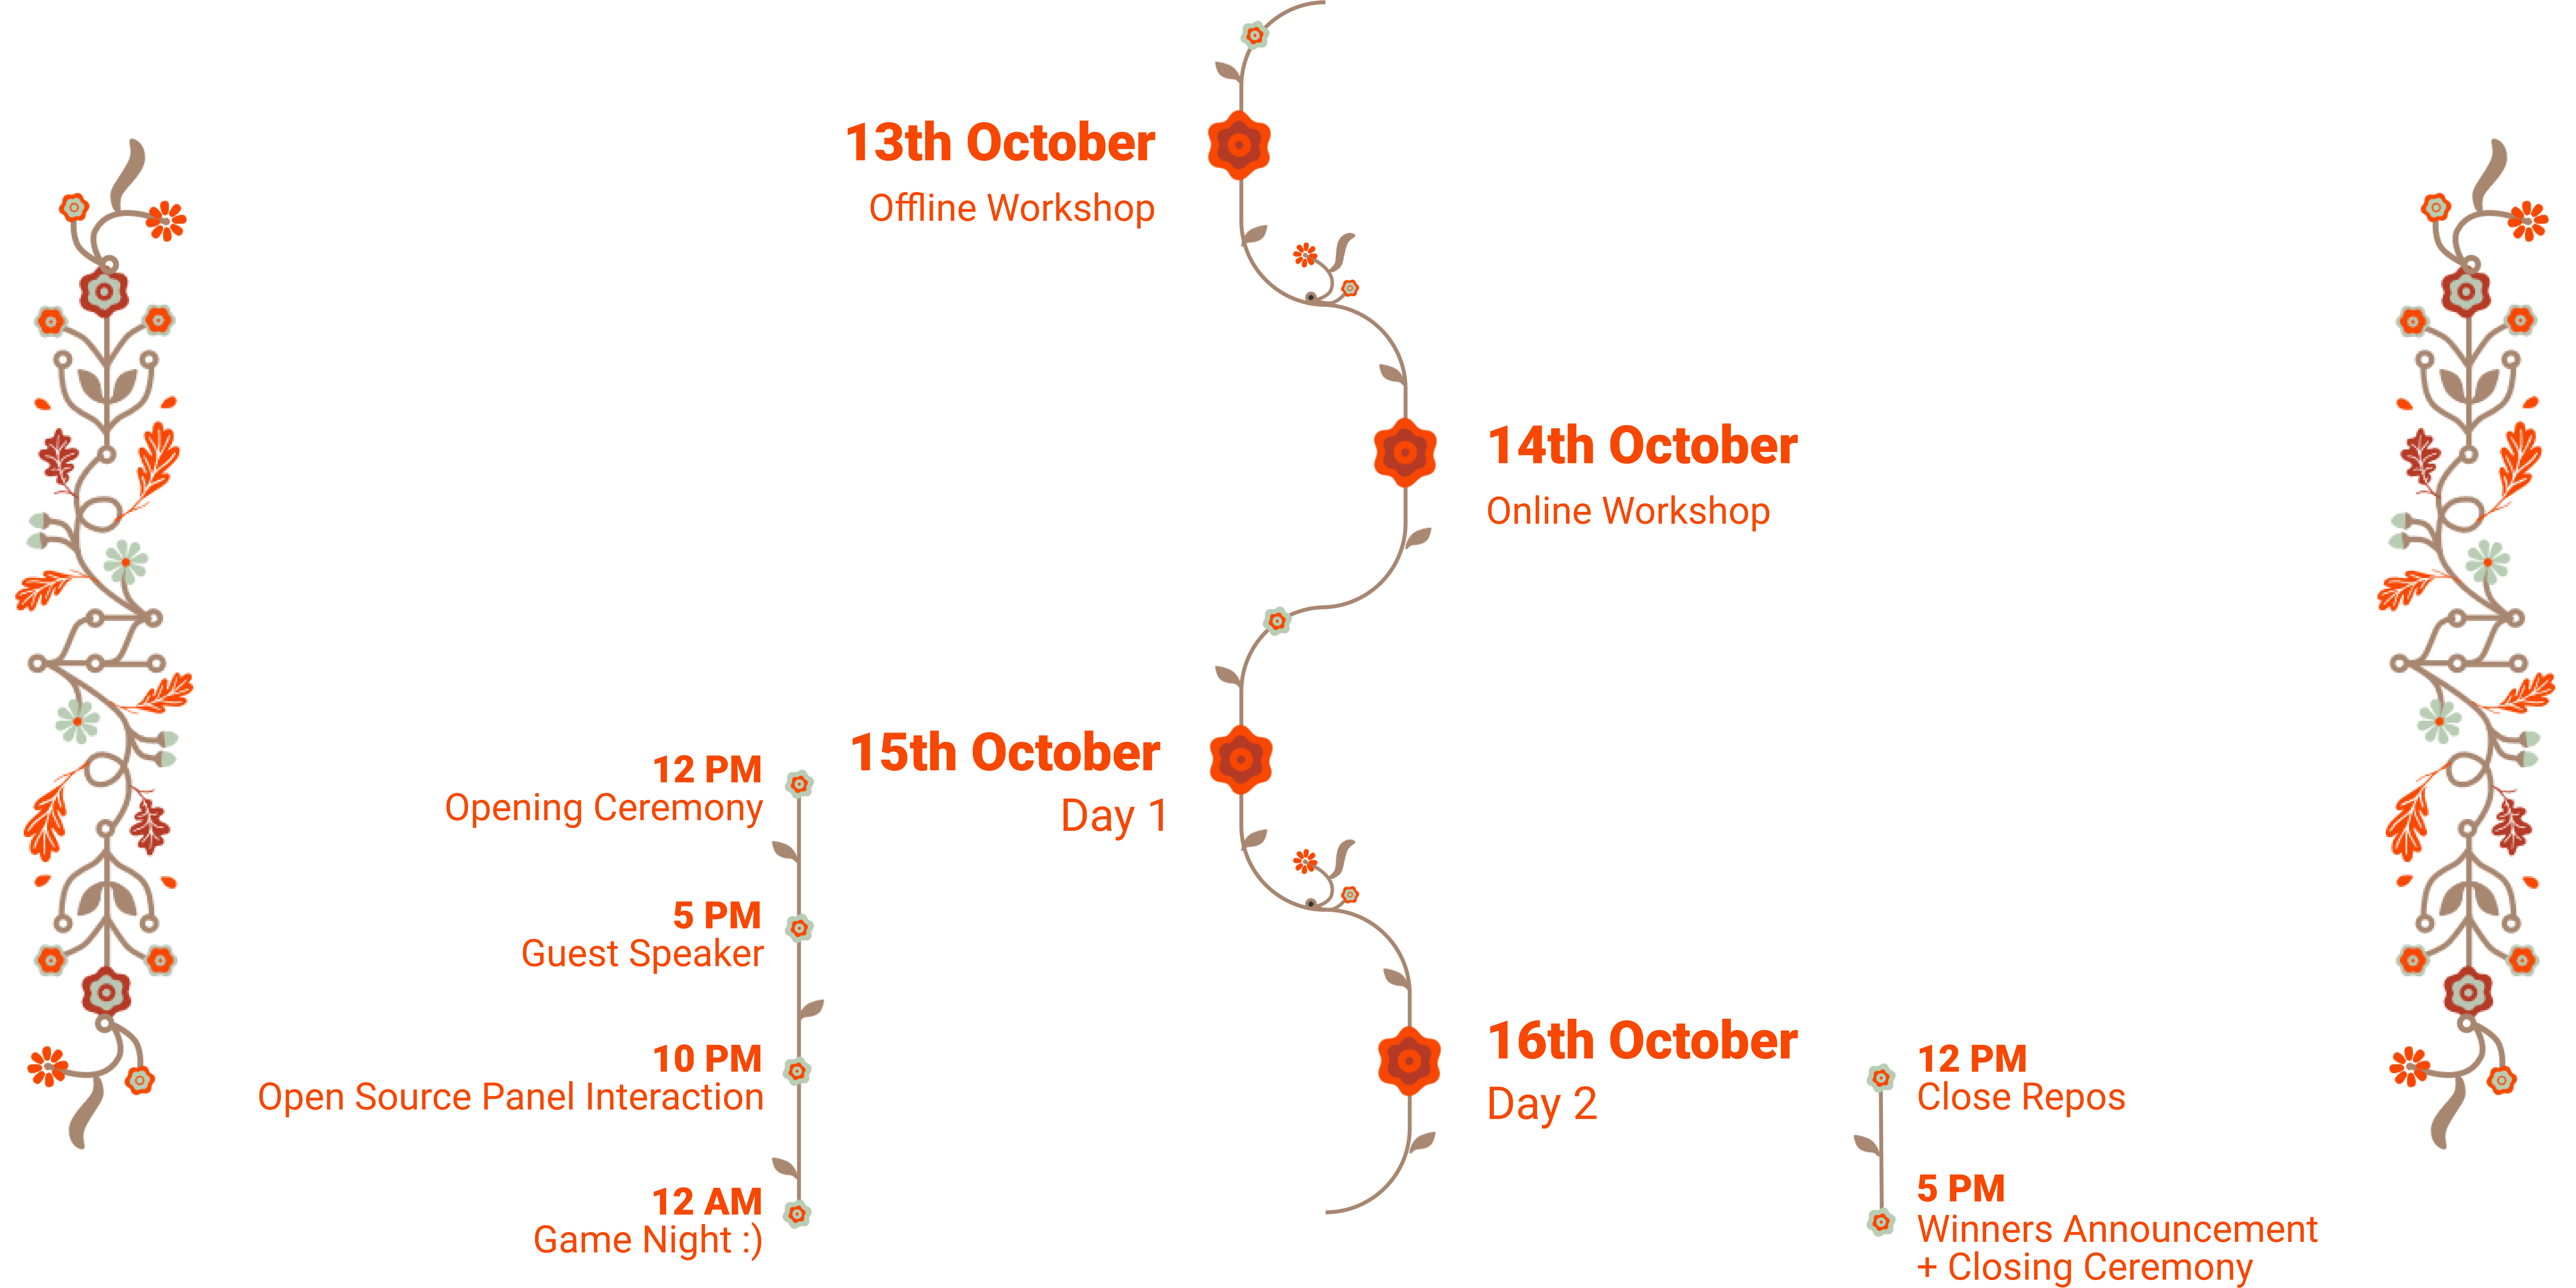 13th October
Offline Workshop
14th October
Online Workshop
15th October
Day 1
12 PM
Opening Ceremony
5 PM
Guest Speaker
10 PM
Open Source Panel Interaction
12 AM
Game Night :)
16th October
Day 2
12 PM
Close Repos
5 PM
Winners Announcement
+ Closing Ceremony